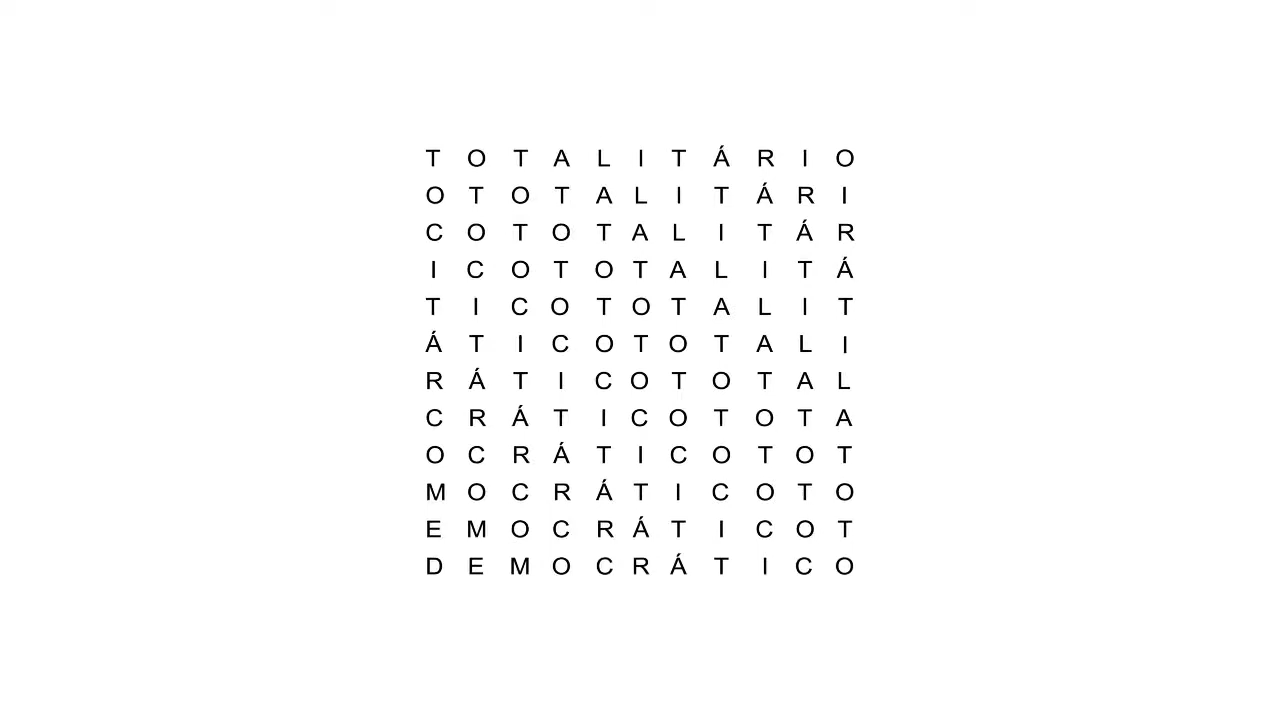 T O T A L I T Á R I O
O T O T A L I T Á R I
C O T O T A L I T Á R
I C O T O T A L I T Á
T I C O T O T A L I T
Á T I C O T O T A L I
R Á T I C O T O T A L
C R Á T I C O T O T A
O C R Á T I C O T O T
M O C R Á T I C O T O
E M O C R Á T I C O T
D E M O C R Á T I C O